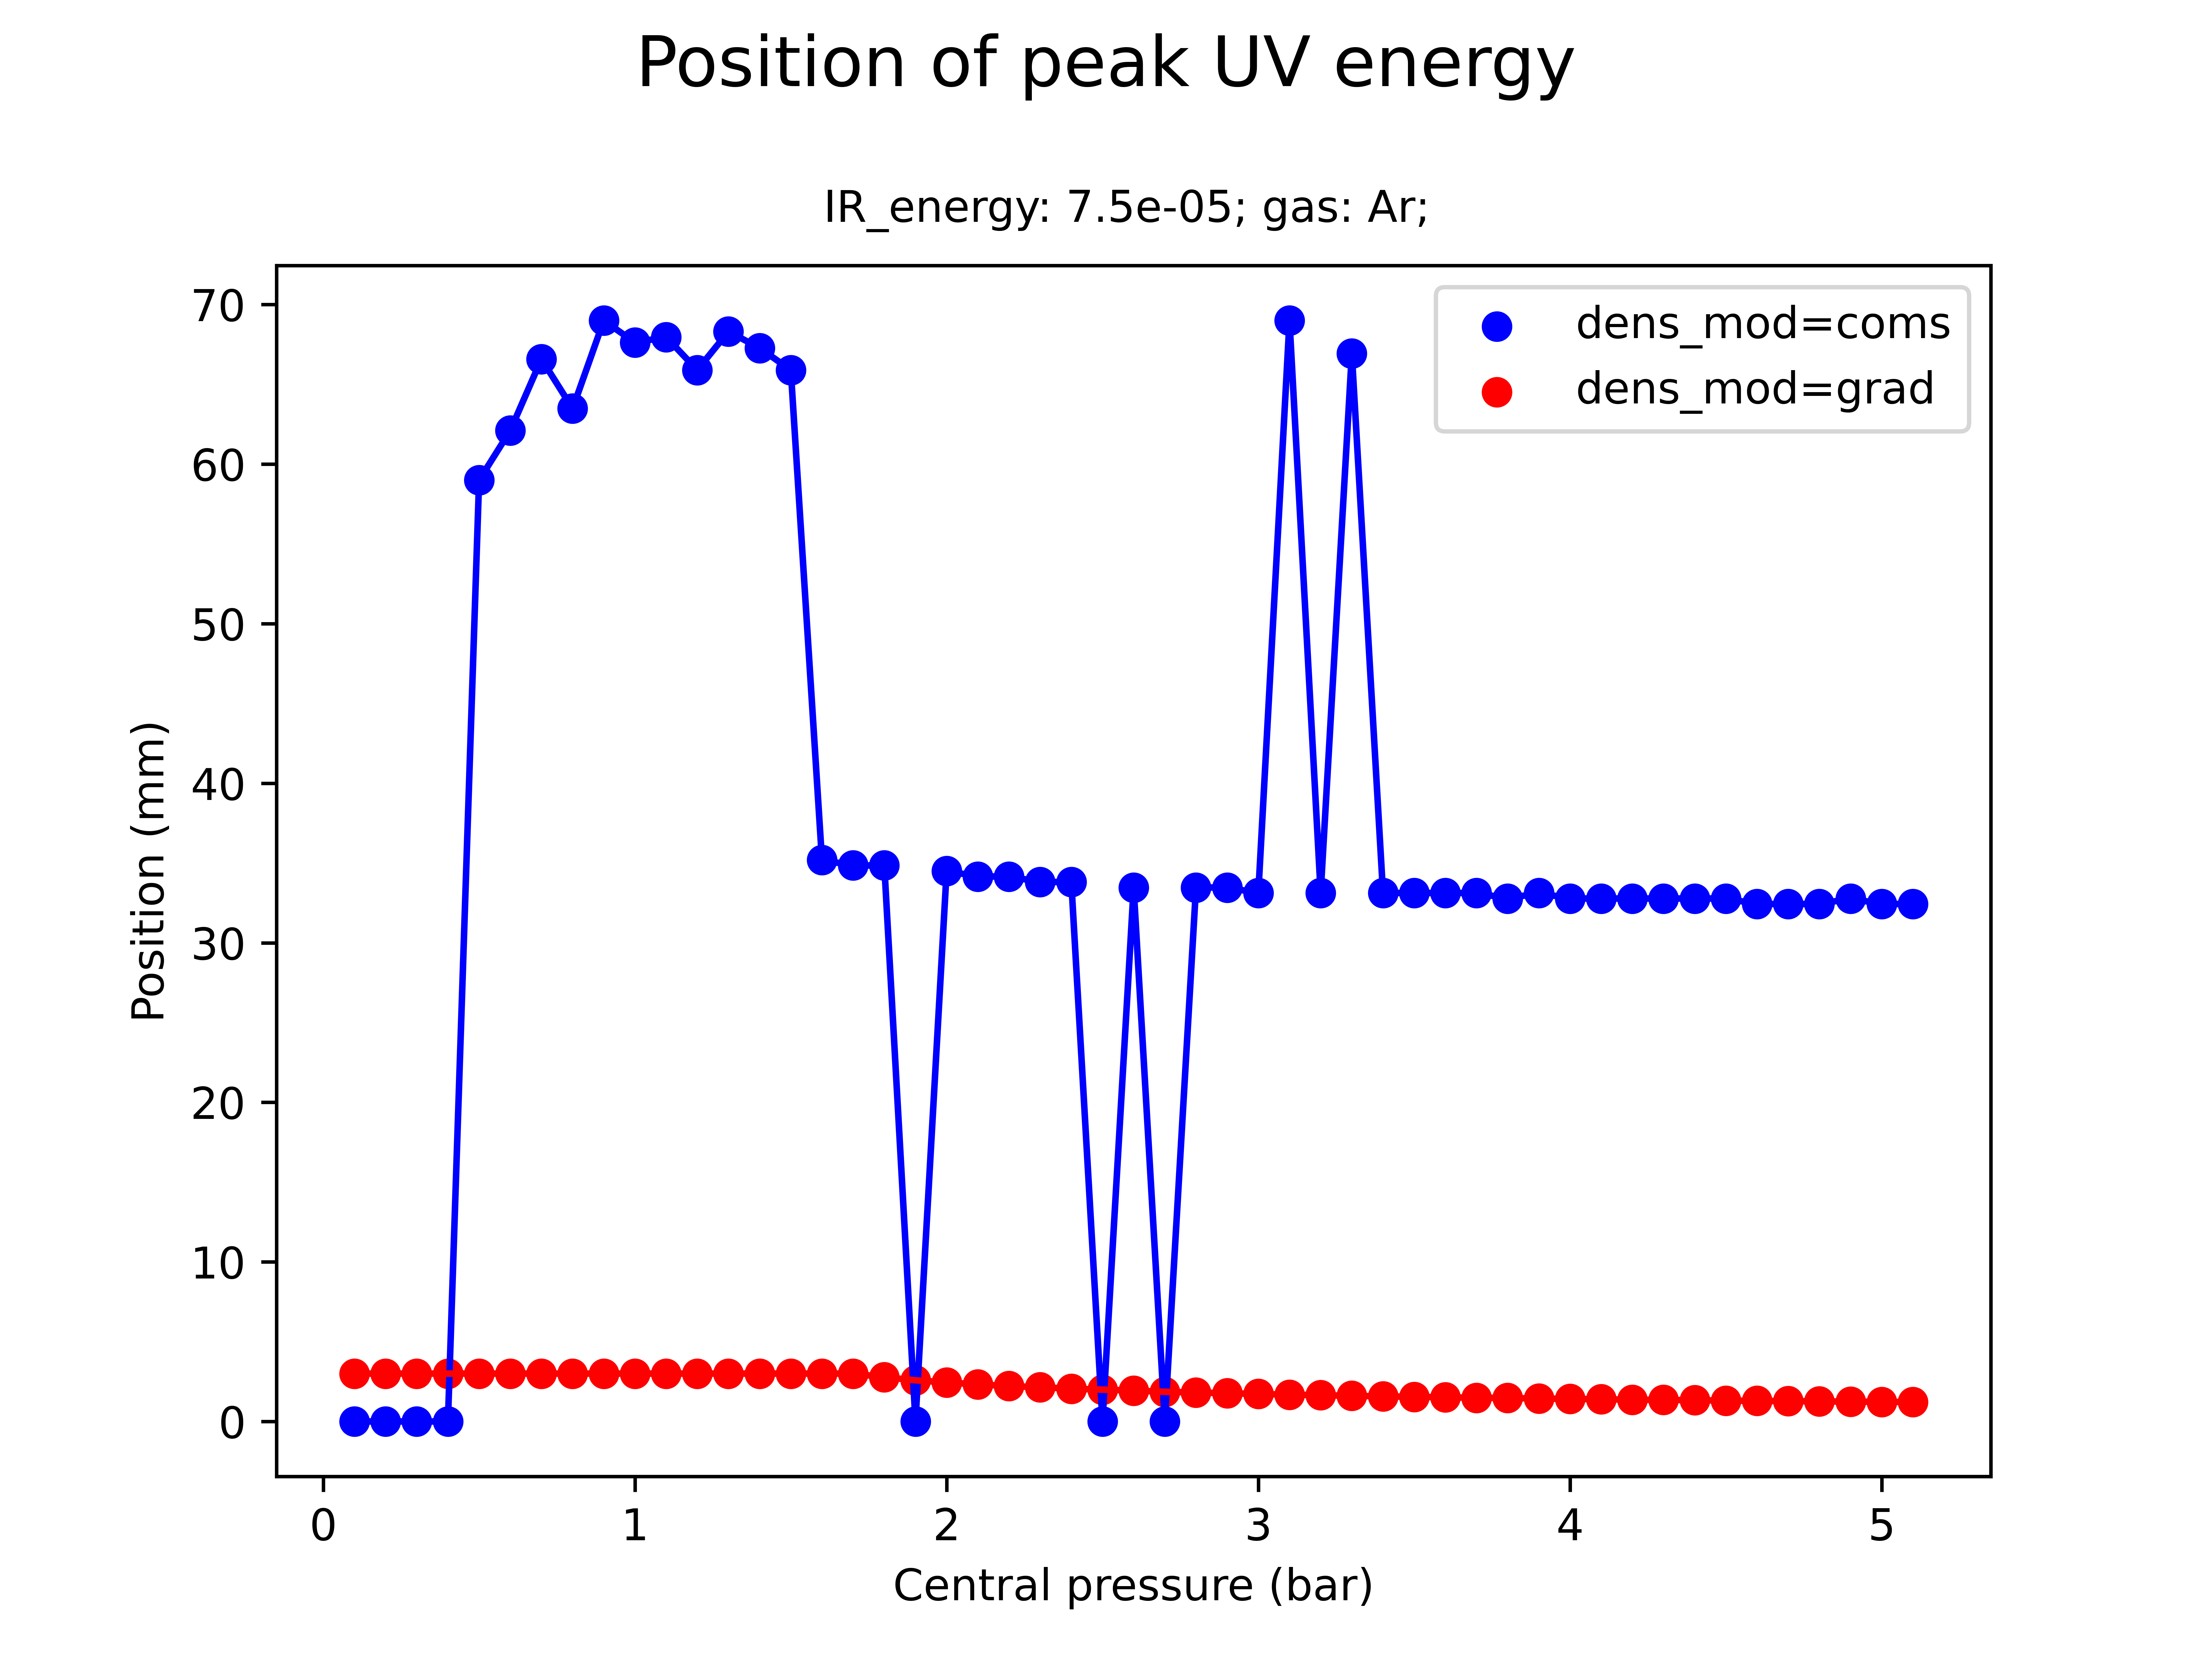 Position of peak UV energy
IR_energy: 7.5e-05; gas: Ar;
dens_mod=coms
dens_mod=grad
70
60
50
40
30
20
10
0
Position (mm)
0 1 2 3 4 5
Central pressure (bar)